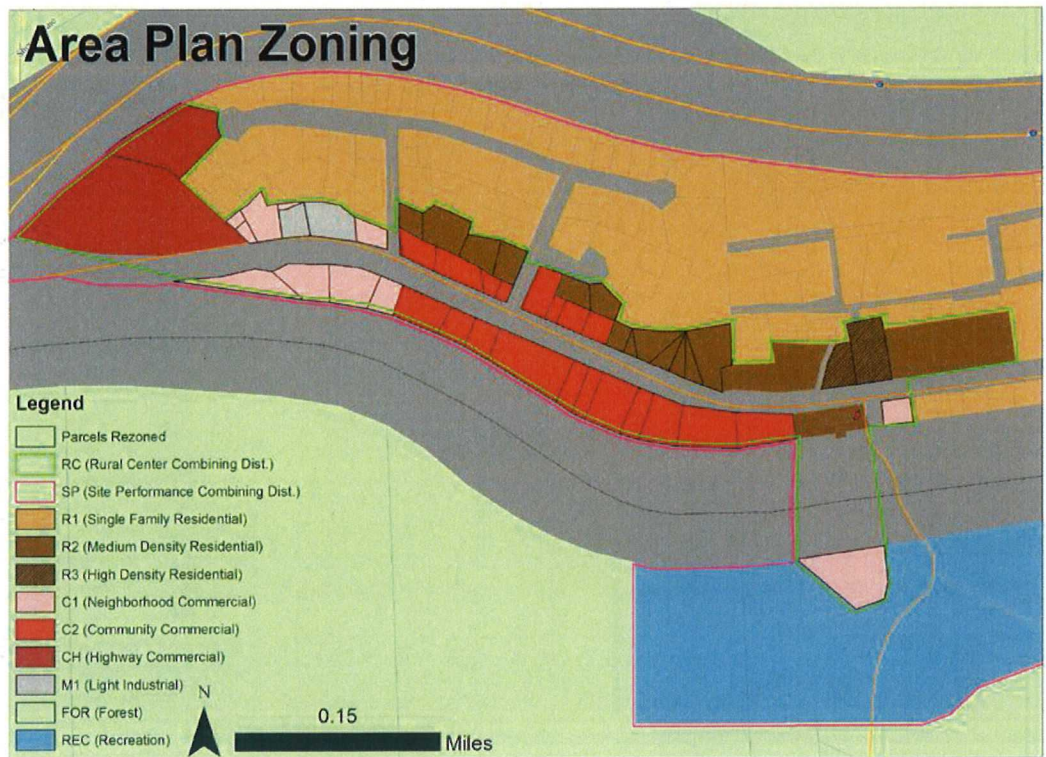 Area Plan Zoning
Legend
Parcels Rezoned
RC (Rural Center Combining Dist.)
SP (Site Performance Combining Dist.)
R1 (Single Family Residential)
R2 (Medium Density Residential)
R3 (High Density Residential)
C1 (Neighborhood Commercial)
C2 (Community Commercial)
CH (Highway Commercial)
M1 (Light Industrial)
FOR (Forest)
REC (Recreation)
N
0.15
Miles